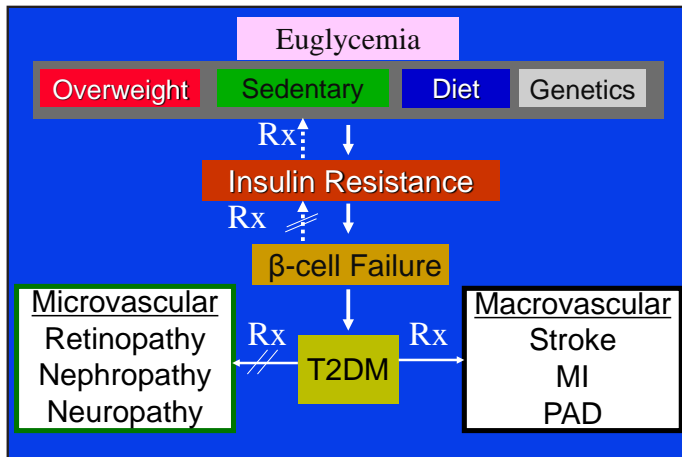 Euglycemia
Overweight Sedentary Diet Genetics
Rx
Insulin Resistance
Rx
β-cell Failure
Microvascular
Retinopathy
Nephropathy
Neuropathy
Rx
T2DM
Rx
Macrovascular
Stroke
MI
PAD